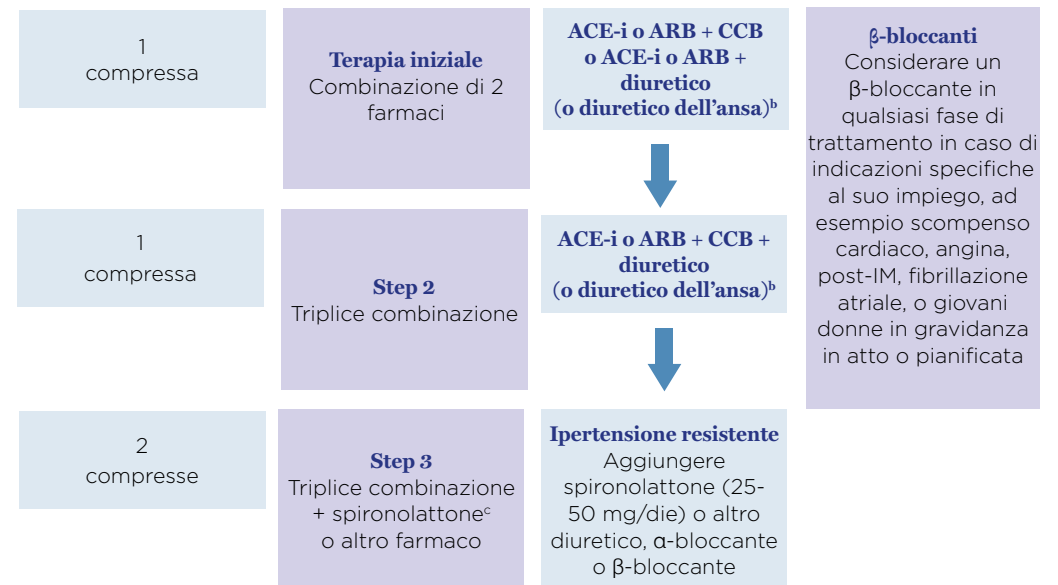 1
compressa
Terapia iniziale
Combinazione di 2
farmaci
ACE-i o ARB + CCB
o ACE-i o ARB +
diuretico
(o diuretico dell’ansa)ᵇ
β-bloccanti
Considerare un
β-bloccante in
qualsiasi fase di
trattamento in caso di
indicazioni specifiche
al suo impiego, ad
esempio scompenso
cardiaco, angina,
post-IM, fibrillazione
atriale, o giovani
donne in gravidanza
in atto o pianificata
1
compressa
Step 2
Triplice combinazione
ACE-i o ARB + CCB +
diuretico
(o diuretico dell’ansa)ᵇ
2
compresse
Step 3
Triplice combinazione
+ spironolattoneᶜ
o altro farmaco
Ipertensione resistente
Aggiungere
spironolattone (25-
50 mg/die) o altro
diuretico, α-bloccante
o β-bloccante